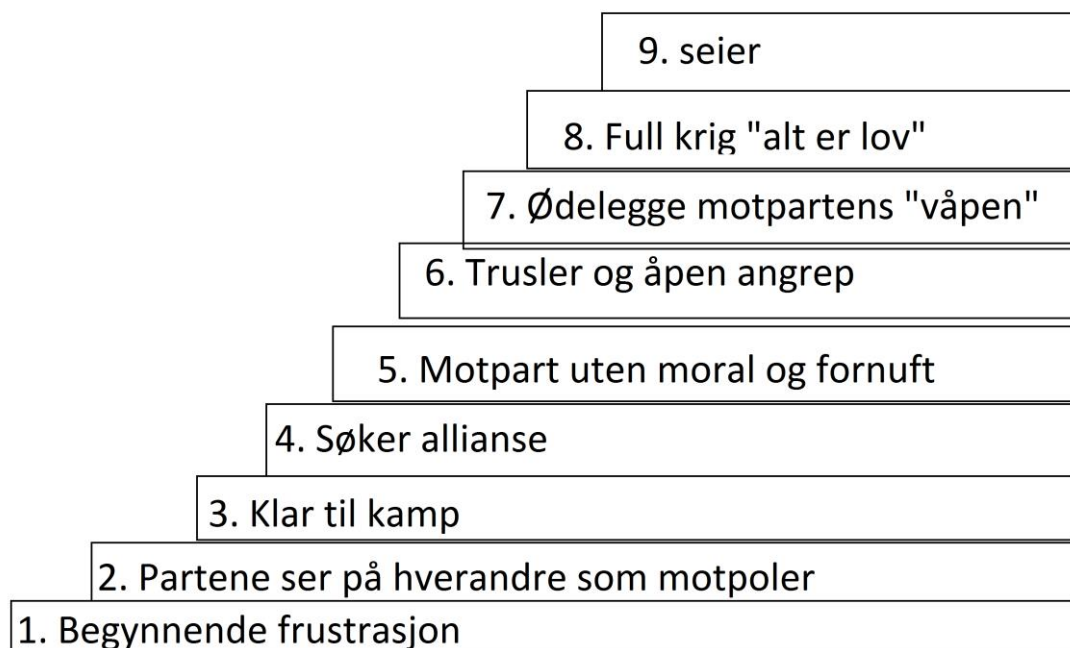 9. seier
8. Full krig "alt er lov"
7. Ødelegge motpartens "våpen"
6. Trusler og åpen angrep
5. Motpart uten moral og fornuft
4. Søker allianse
3. Klar til kamp
2. Partene ser på hverandre som motpoler
1. Begynnende frustrasjon